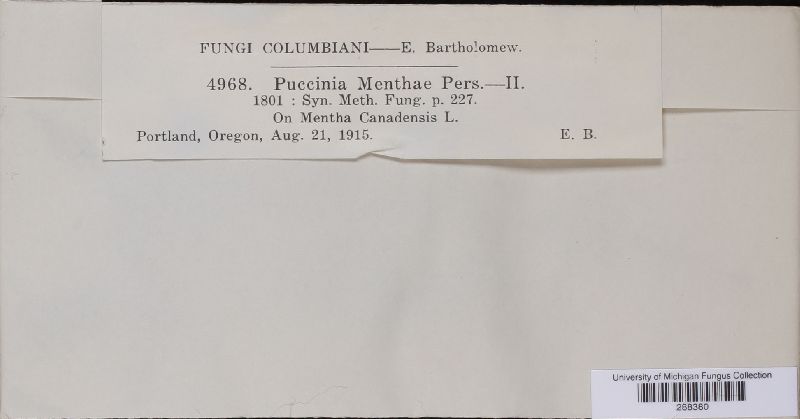 FUNGI COLUMBIANI——E. Bartholomew.
4968. Puccinia Menthae Pers.—II.
1801 : Syn. Meth. Fung. p. 227.
On Mentha Canadensis L.
Portland, Oregon, Aug. 21, 1915. E. B.
University of Michigan Fungus Collection
268360